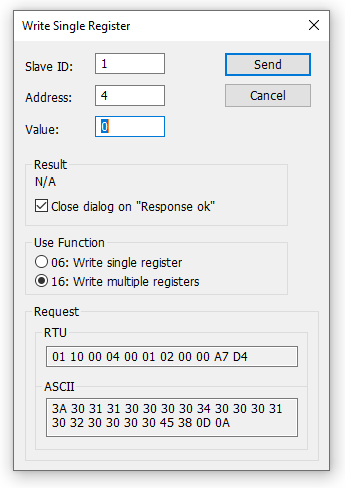 Write Single Register
Slave ID: 1
Send
Address: 4
Cancel
Value: 0
Result
N/A
Close dialog on "Response ok"
Use Function
06: Write single register
16: Write multiple registers
Request
RTU
01 10 00 04 00 01 02 00 00 A7 D4
ASCII
3A 30 31 31 30 30 30 30 34 30 30 30 31
30 32 30 30 30 30 45 38 0D 0A